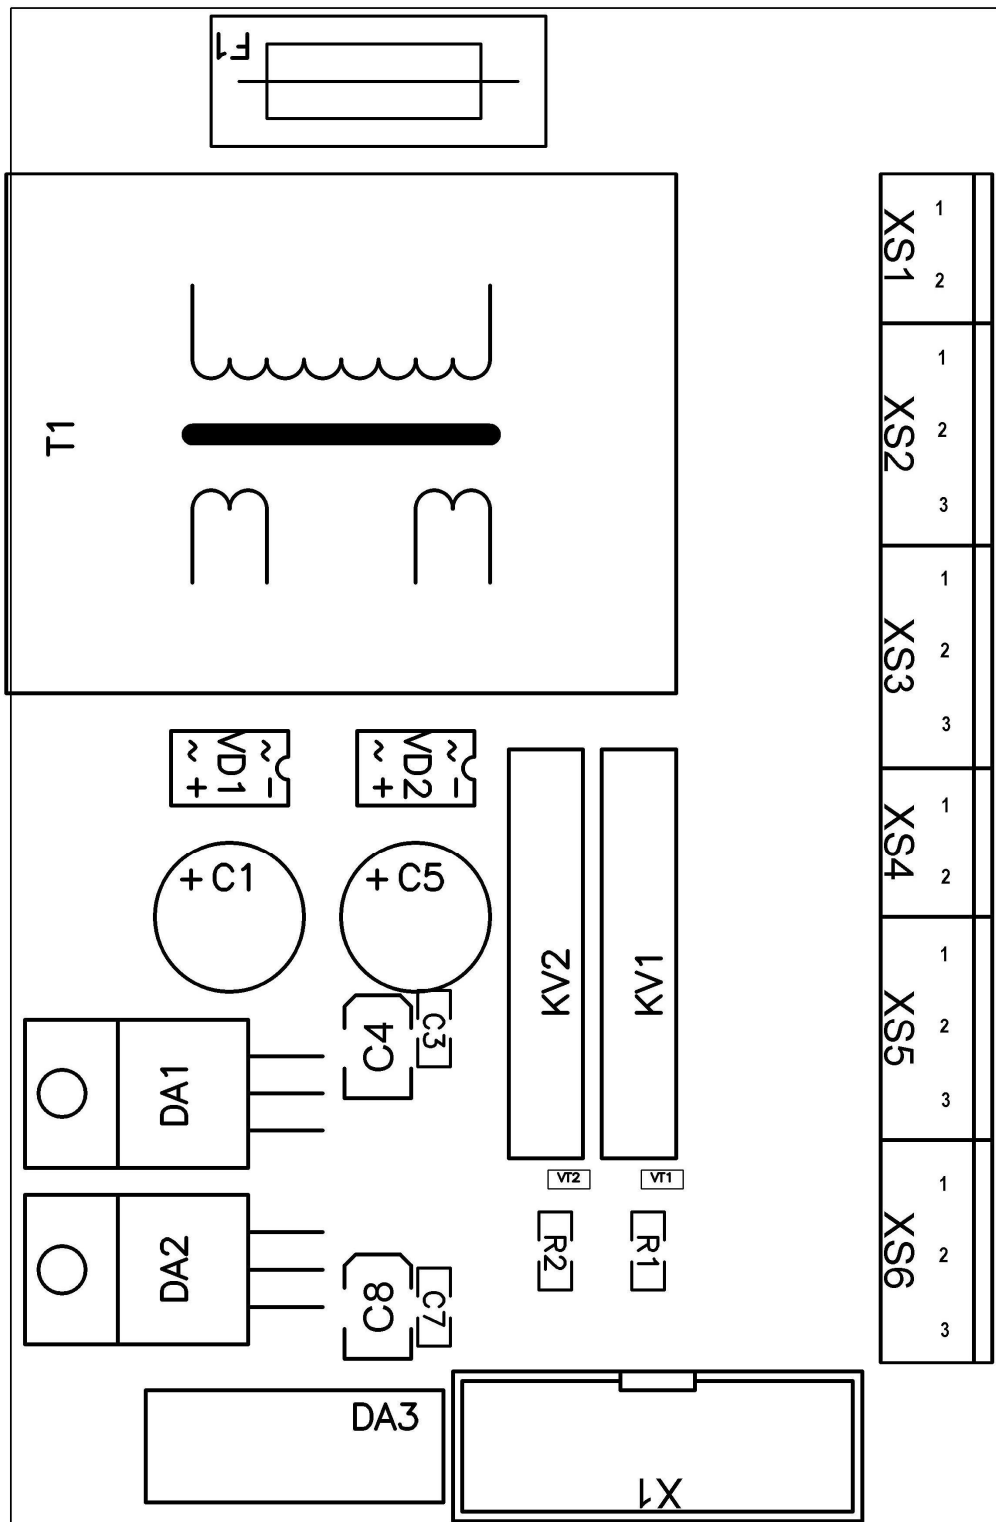 F1
T1
XS1
1
2
XS2
1
2
3
XS3
1
2
3
~ VD1 ~
+ −
~ VD2 ~
+ −
XS4
1
2
+ C1
+ C5
KV2
KV1
XS5
1
2
3
C4
C3
DA1
VT2
VT1
R2
R1
XS6
1
2
3
DA2
C8
C7
DA3
X1